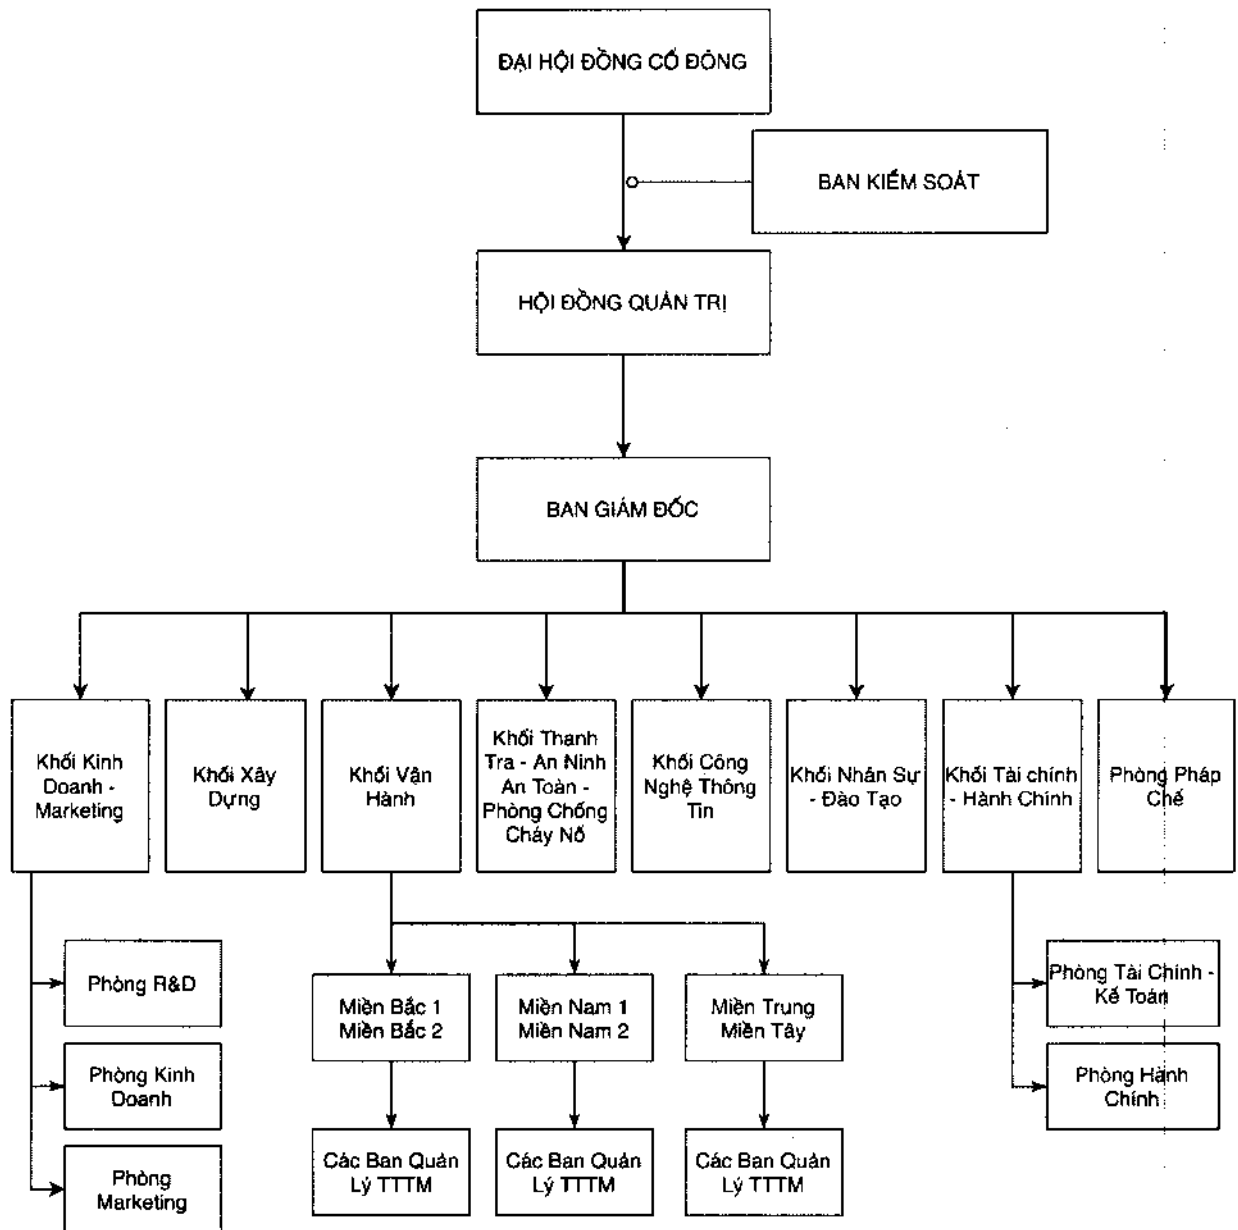 ĐẠI HỘI ĐỒNG CỔ ĐÔNG
BAN KIỂM SOÁT
HỘI ĐỒNG QUẢN TRỊ
BAN GIÁM ĐỐC
Khối Kinh
Doanh -
Marketing
Khối Xây
Dựng
Khối Vận
Hành
Khối Thanh
Tra - An Ninh
An Toàn -
Phòng Chống
Cháy Nổ
Khối Công
Nghệ Thông
Tin
Khối Nhân Sự
- Đào Tạo
Khối Tài chính
- Hành Chính
Phòng Pháp
Chế
Phòng R&D
Phòng Kinh
Doanh
Phòng
Marketing
Miền Bắc 1
Miền Bắc 2
Miền Nam 1
Miền Nam 2
Miền Trung
Miền Tây
Các Ban Quản
Lý TTTM
Các Ban Quản
Lý TTTM
Các Ban Quản
Lý TTTM
Phòng Tài Chính -
Kế Toán
Phòng Hành
Chính